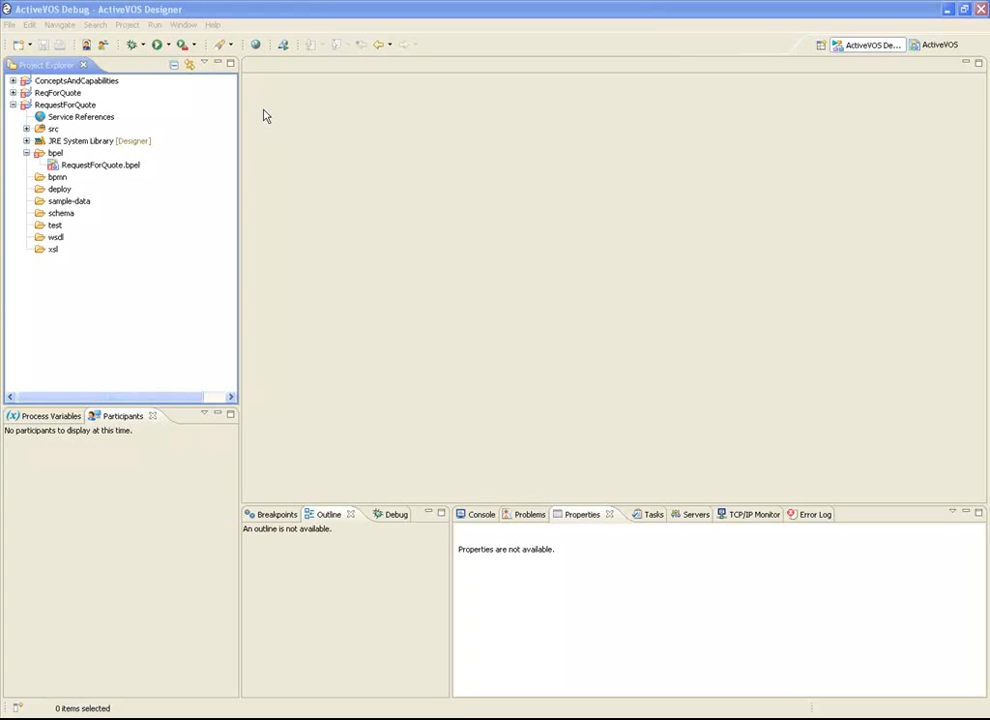 ActiveVOS Debug - ActiveVOS Designer
File Edit Navigate Search Project Run Window Help
ActiveVOS De... ActiveVOS
Project Explorer
ConceptsAndCapabilities
ReqForQuote
RequestForQuote
Service References
src
JRE System Library [Designer]
bpel
RequestForQuote.bpel
bpmn
deploy
sample-data
schema
test
wsdl
xsl
(x) Process Variables Participants
No participants to display at this time.
Breakpoints Outline Debug
An outline is not available.
Console Problems Properties Tasks Servers TCP/IP Monitor Error Log
Properties are not available.
0 items selected